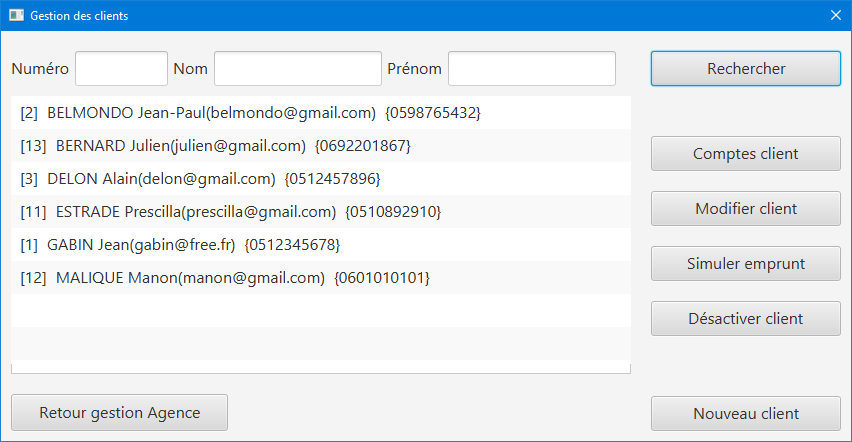 Gestion des clients
Numéro Nom Prénom Rechercher
[2] BELMONDO Jean-Paul(belmondo@gmail.com) {0598765432}
[13] BERNARD Julien(julien@gmail.com) {0692201867}
Comptes client
[3] DELON Alain(delon@gmail.com) {0512457896}
[11] ESTRADE Prescilla(prescilla@gmail.com) {0510892910}
Modifier client
[1] GABIN Jean(gabin@free.fr) {0512345678}
Simuler emprunt
[12] MALIQUE Manon(manon@gmail.com) {0601010101}
Désactiver client
Retour gestion Agence
Nouveau client